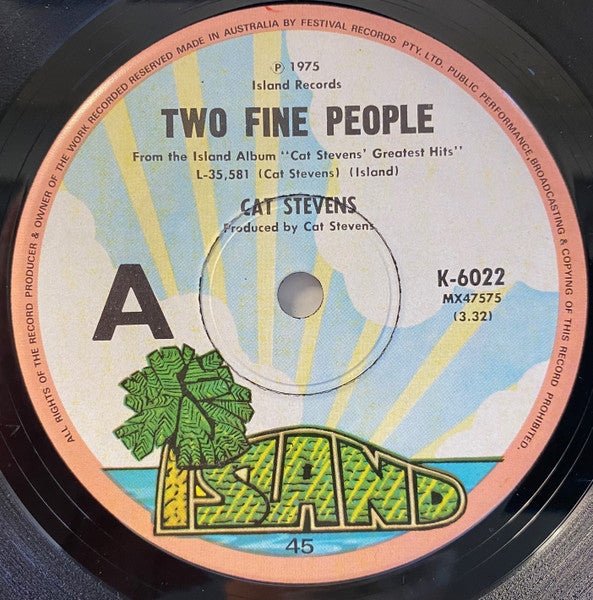 ALL RIGHTS OF THE RECORD PRODUCER & OWNER OF THE WORK RECORDED RESERVED MADE IN AUSTRALIA BY FESTIVAL RECORDS PTY. LTD. PUBLIC PERFORMANCE, BROADCASTING & COPYING OF THIS RECORD PROHIBITED.
Ⓟ 1975
Island Records
TWO FINE PEOPLE
From the Island Album "Cat Stevens' Greatest Hits"
L-35,581 (Cat Stevens) (Island)
CAT STEVENS
Produced by Cat Stevens
A
K-6022
MX47575
(3.32)
ISLAND
45